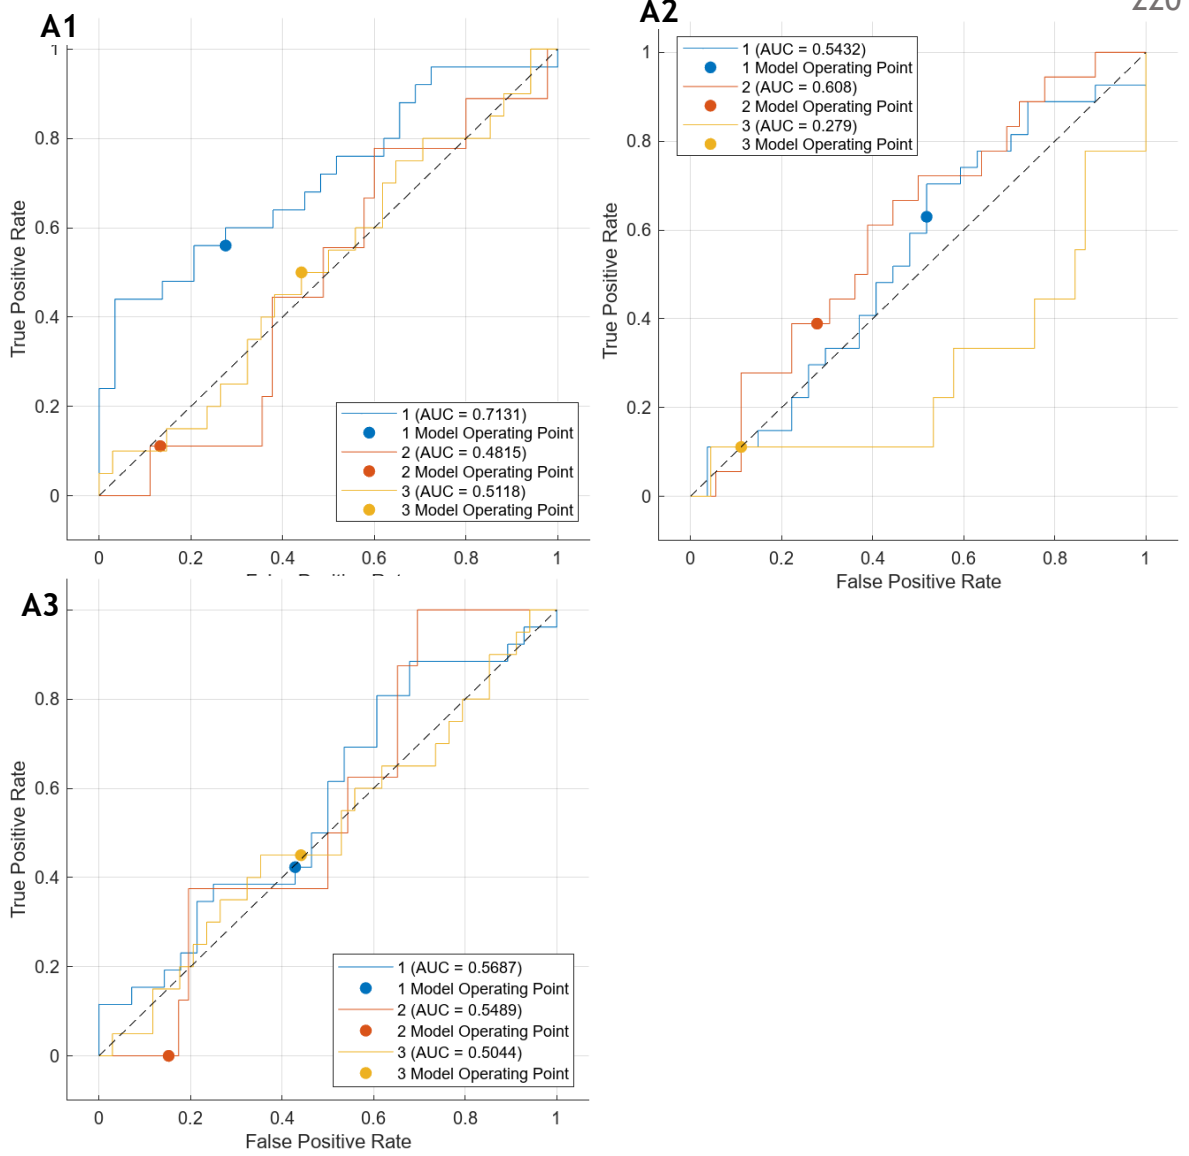 A1
1
0.8
0.6
0.4
0.2
0
True Positive Rate
0 0.2 0.4 0.6 0.8 1
1 (AUC = 0.7131)
1 Model Operating Point
2 (AUC = 0.4815)
2 Model Operating Point
3 (AUC = 0.5118)
3 Model Operating Point
A2
220
1
0.8
0.6
0.4
0.2
0
True Positive Rate
1 (AUC = 0.5432)
1 Model Operating Point
2 (AUC = 0.608)
2 Model Operating Point
3 (AUC = 0.279)
3 Model Operating Point
0 0.2 0.4 0.6 0.8 1
False Positive Rate
A3
0.8
0.6
0.4
0.2
0
True Positive Rate
1 (AUC = 0.5687)
1 Model Operating Point
2 (AUC = 0.5489)
2 Model Operating Point
3 (AUC = 0.5044)
3 Model Operating Point
0 0.2 0.4 0.6 0.8 1
False Positive Rate